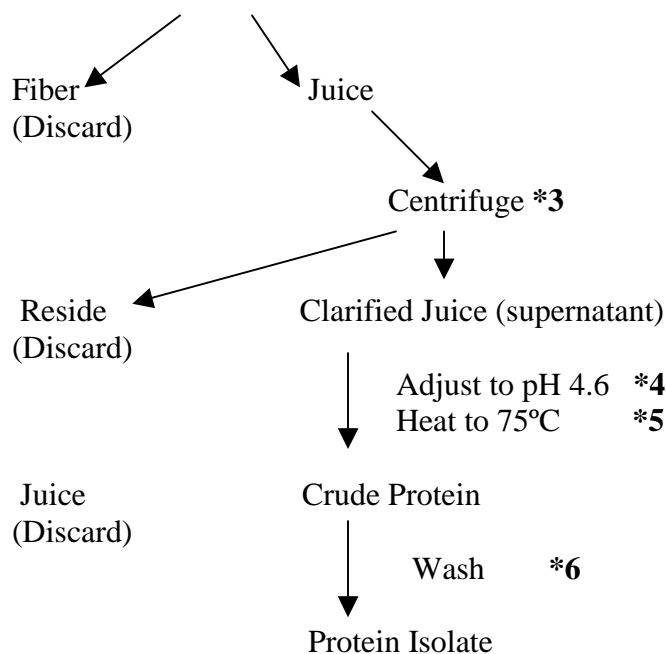 Fiber Juice
(Discard)
Centrifuge *3
Reside Clarified Juice (supernatant)
(Discard)
Adjust to pH 4.6 *4
Heat to 75ºC *5
Juice Crude Protein
(Discard)
Wash *6
Protein Isolate